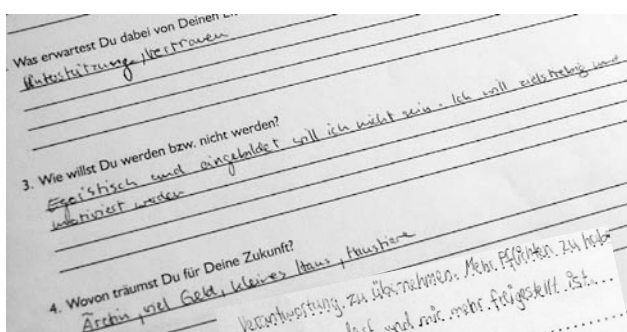 Was erwartest Du dabei von Deinen
Unterstützung, Vertrauen
3. Wie willst Du werden bzw. nicht werden?
Egoistisch und eingebildet will ich nicht sein. Ich will zielstrebig und
motiviert werden
4. Wovon träumst Du für Deine Zukunft?
Ärztin, viel Geld, kleines Haus, Haustiere
Verantwortung zu übernehmen. Mehr Pflichten zu hab
und mir mehr freigestellt ist...